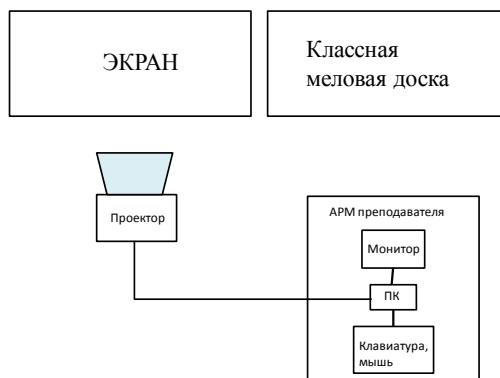 ЭКРАН
Классная
меловая доска
Проектор
АРМ преподавателя
Монитор
ПК
Клавиатура,
мышь